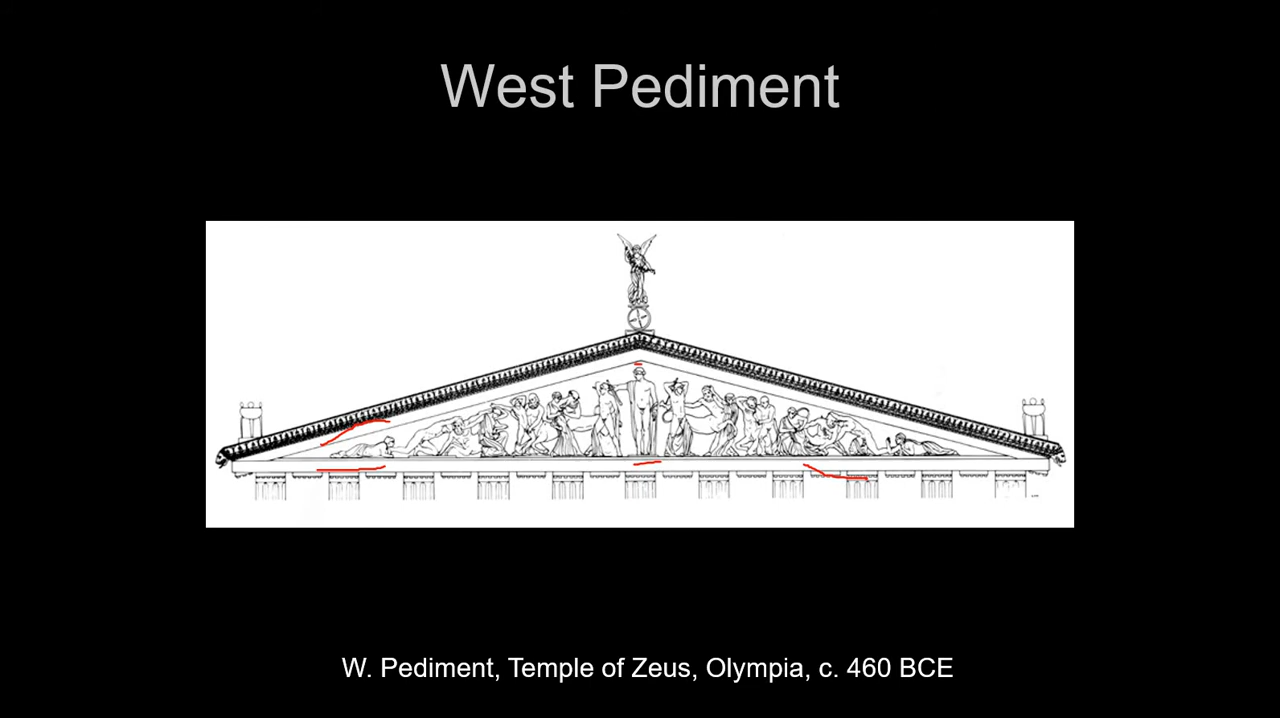 West Pediment
W. Pediment, Temple of Zeus, Olympia, c. 460 BCE